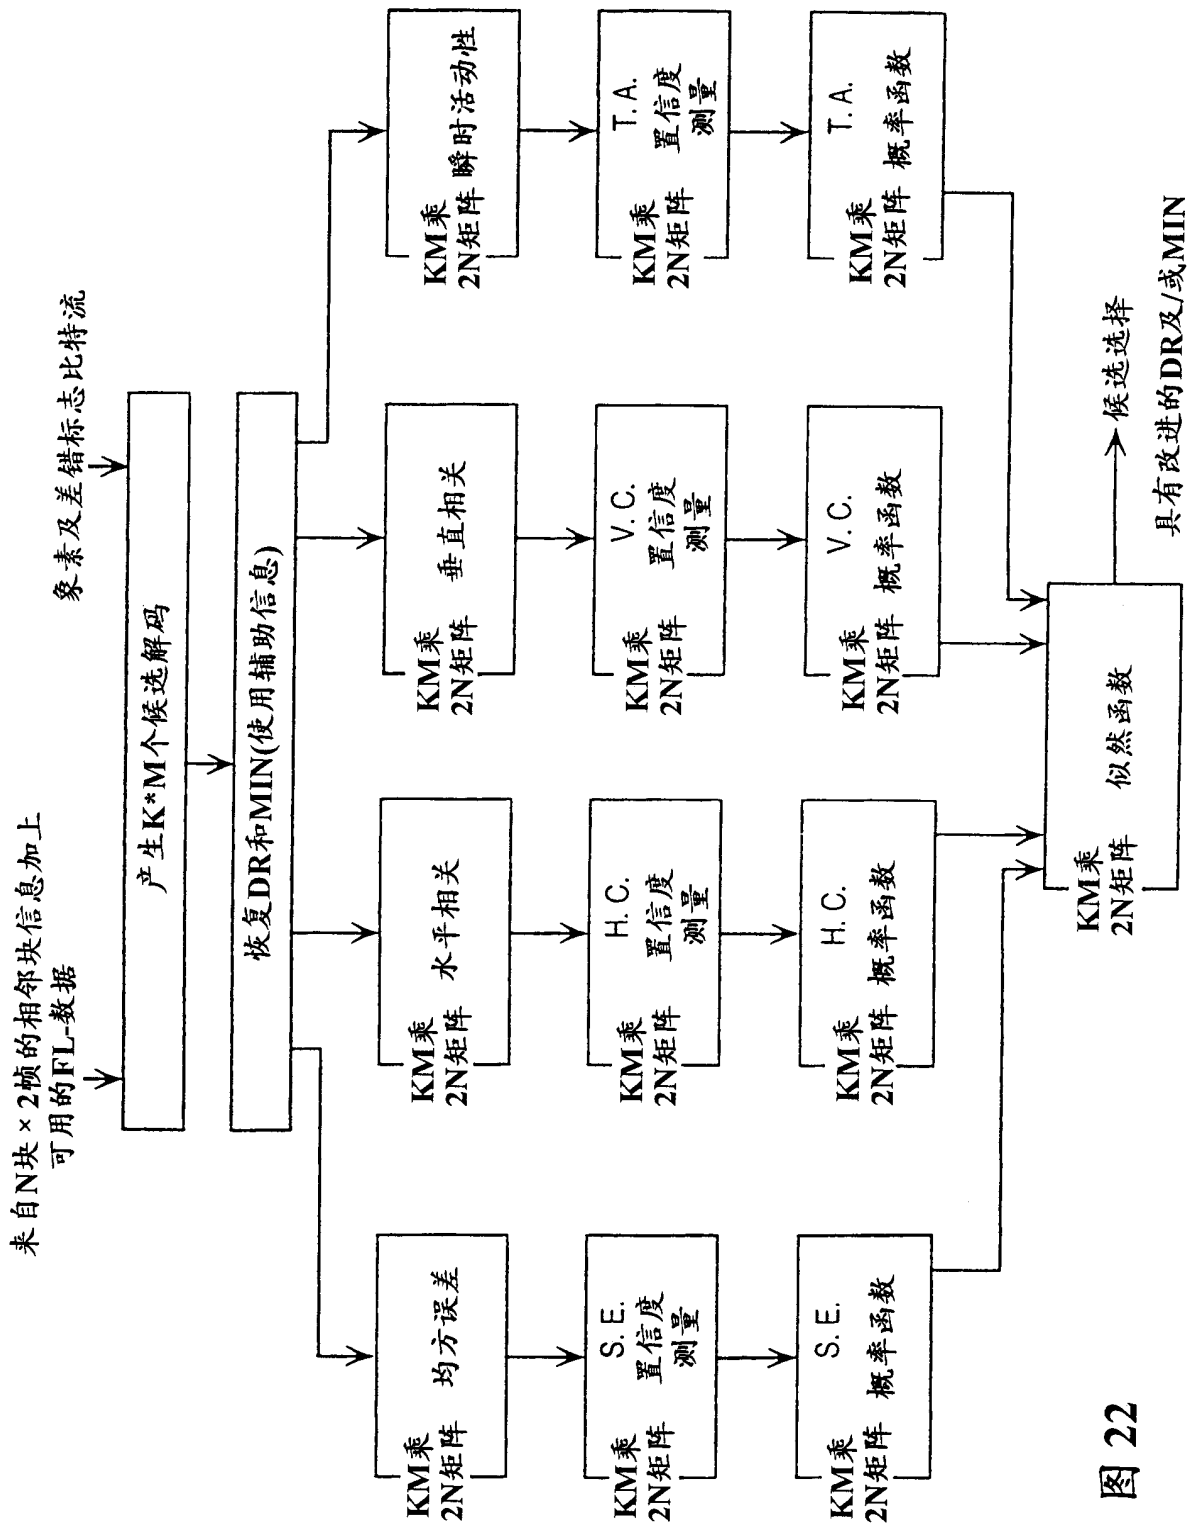 来自N块×2帧的相邻块信息加上
可用的FL-数据
象素及差错标志比特流
产生K*M个候选解码
恢复DR和MIN(使用辅助信息)
均方误差
KM乘
2N矩阵
水平相关
KM乘
2N矩阵
垂直相关
KM乘
2N矩阵
瞬时活动性
KM乘
2N矩阵
S.E.
置信度
测量
KM乘
2N矩阵
H.C.
置信度
测量
KM乘
2N矩阵
V.C.
置信度
测量
KM乘
2N矩阵
T.A.
置信度
测量
KM乘
2N矩阵
S.E.
概率函数
KM乘
2N矩阵
H.C.
概率函数
KM乘
2N矩阵
V.C.
概率函数
KM乘
2N矩阵
T.A.
概率函数
KM乘
2N矩阵
似然函数
KM乘
2N矩阵
候选选择
具有改进的DR及/或MIN
图 22